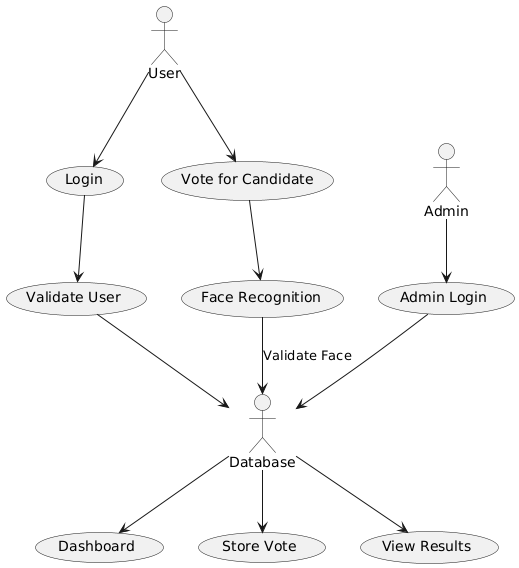 User
Login
Vote for Candidate
Admin
Validate User
Face Recognition
Admin Login
Validate Face
Database
Dashboard
Store Vote
View Results